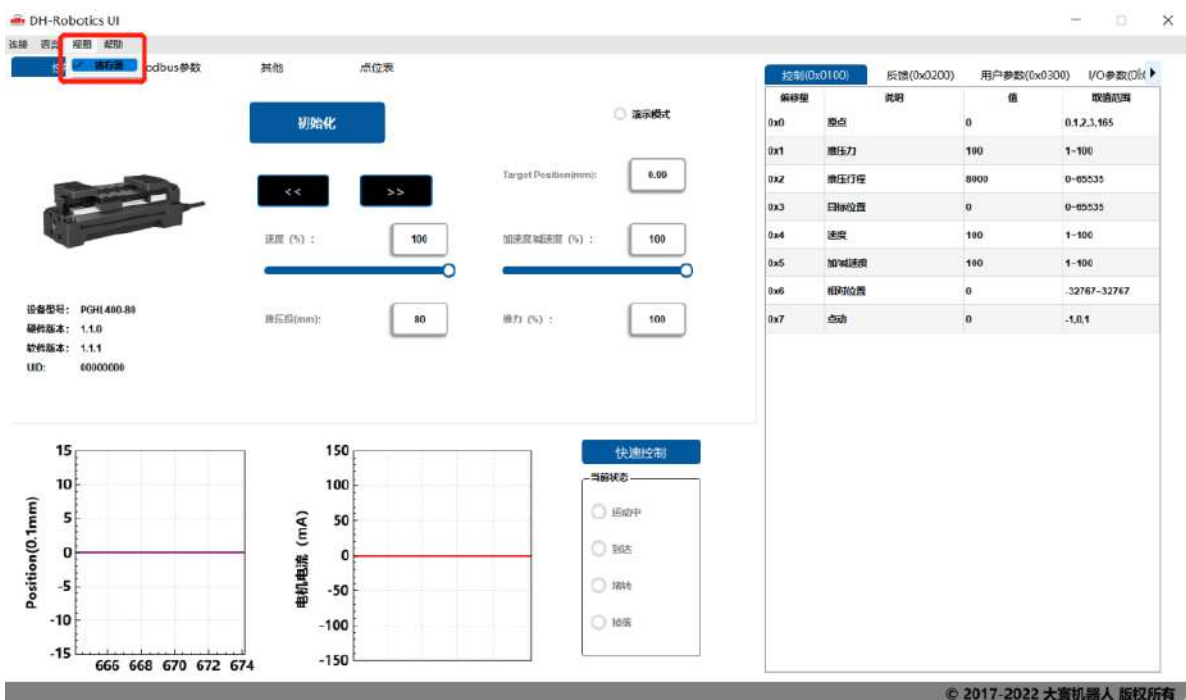 DH-Robotics UI
连接 语言 视图 帮助
寄存器
odbus参数 其他 点位表
初始化
演示模式
<< >>
Target Position(mm): 0.00
速度 (%) : 100
加速度/减速度 (%) : 100
推压段(mm): 80
推力 (%) : 100
设备型号: PGHL400-80
硬件版本: 1.1.0
软件版本: 1.1.1
UID: 00000000
控制(0x0100) 反馈(0x0200) 用户参数(0x0300) I/O参数(0x
偏移量 说明 值 取值范围
0x0 原点 0 0,1,2,3,165
0x1 推压力 100 1~100
0x2 推压行程 8000 0~65535
0x3 目标位置 0 0~65535
0x4 速度 100 1~100
0x5 加/减速度 100 1~100
0x6 相对位置 0 -32767~32767
0x7 点动 0 -1,0,1
Position(0.1mm)
15
10
5
0
-5
-10
-15
666 668 670 672 674
电机电流 (mA)
150
100
50
0
-50
-100
-150
快速控制
当前状态
运动中
到达
堵转
掉落
© 2017-2022 大寰机器人 版权所有